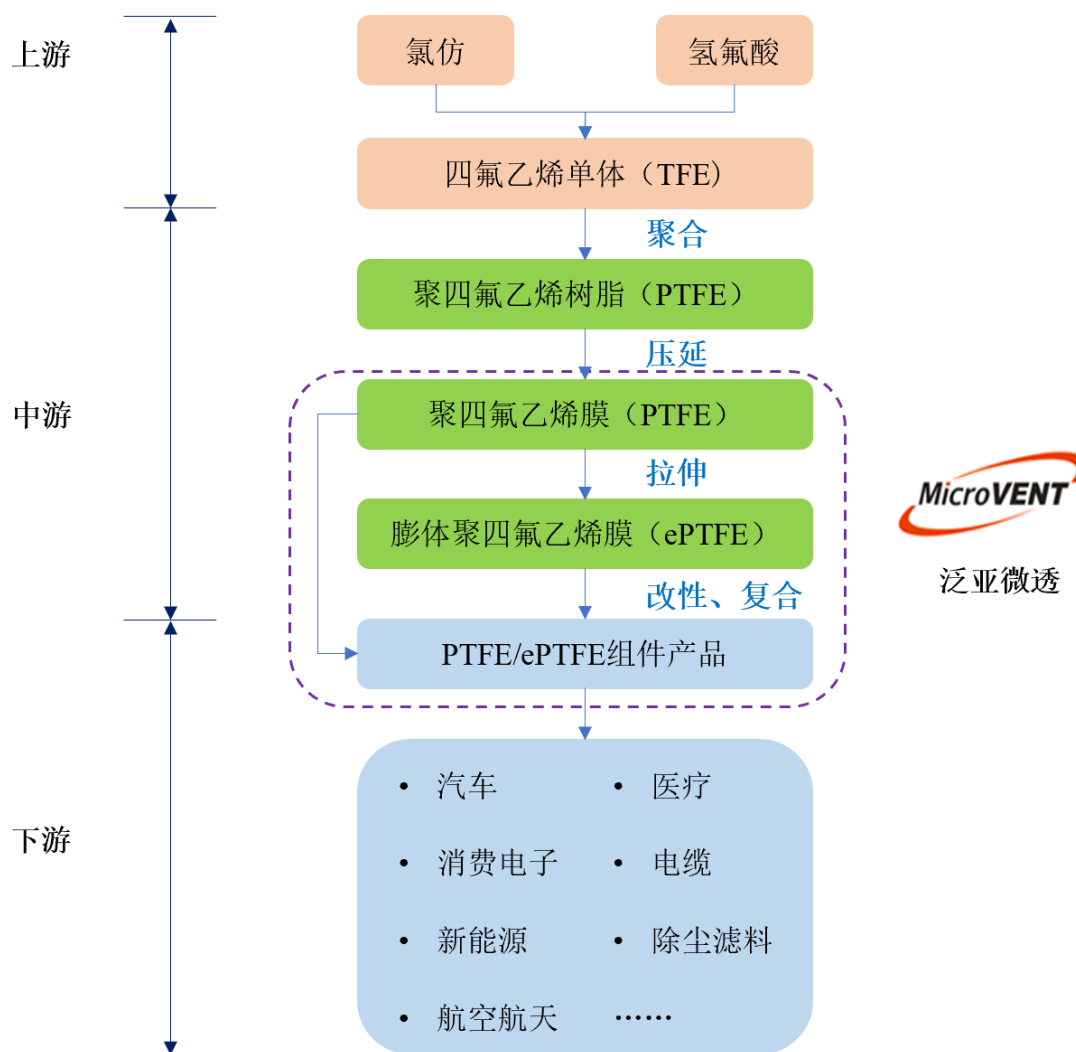 上游
氯仿
氢氟酸
四氟乙烯单体（TFE)
聚合
聚四氟乙烯树脂（PTFE）
压延
中游
聚四氟乙烯膜（PTFE）
拉伸
膨体聚四氟乙烯膜（ePTFE）
改性、复合
MicroVENT
泛亚微透
PTFE/ePTFE组件产品
下游
• 汽车
• 医疗
• 消费电子
• 电缆
• 新能源
• 除尘滤料
• 航空航天
……